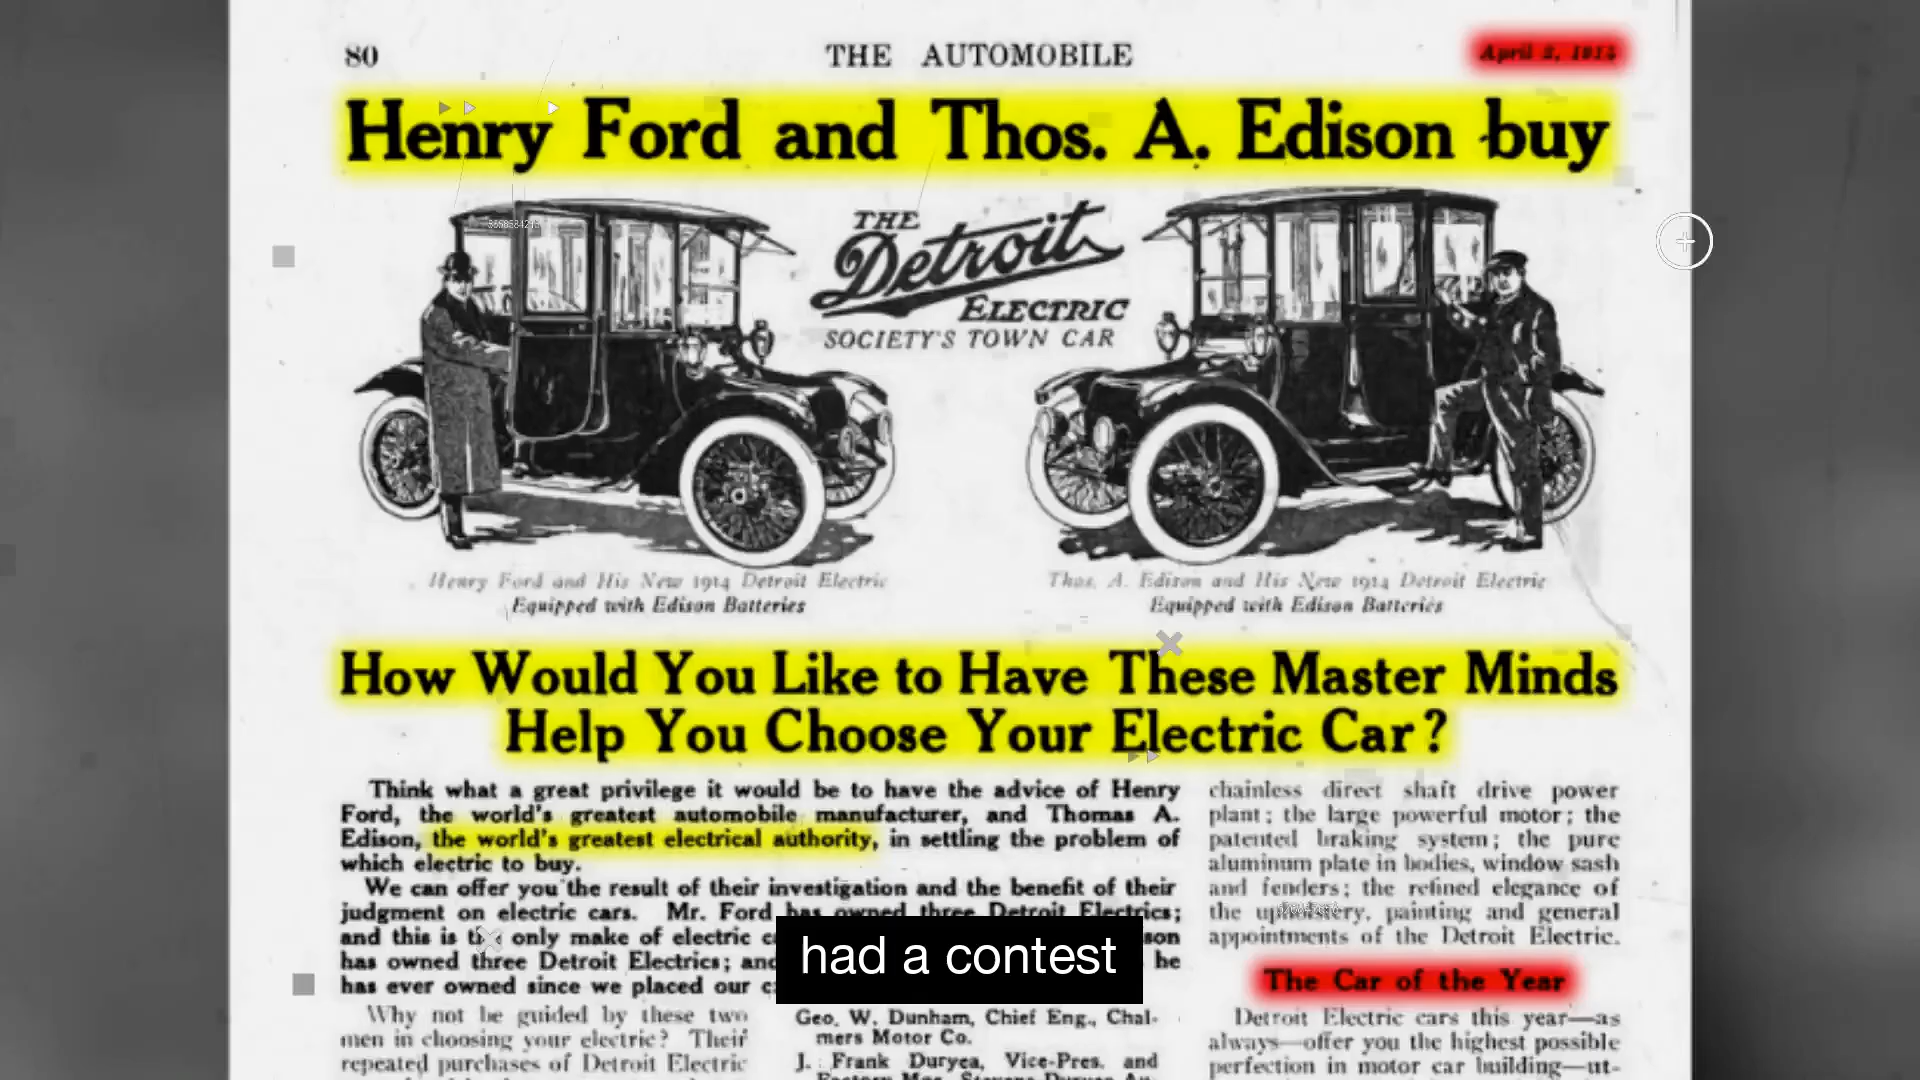 80 THE AUTOMOBILE April 2, 1915
Henry Ford and Thos. A. Edison buy
THE
Detroit
ELECTRIC
SOCIETY'S TOWN CAR
Henry Ford and His New 1914 Detroit Electric
Equipped with Edison Batteries
Thos. A. Edison and His New 1914 Detroit Electric
Equipped with Edison Batteries
How Would You Like to Have These Master Minds
Help You Choose Your Electric Car?
Think what a great privilege it would be to have the advice of Henry
Ford, the world's greatest automobile manufacturer, and Thomas A.
Edison, the world's greatest electrical authority, in settling the problem of
which electric to buy.
We can offer you the result of their investigation and the benefit of their
judgment on electric cars. Mr. Ford has owned three Detroit Electrics;
and this is the only make of electric
has owned three Detroit Electrics; and he
has ever owned since we placed our
Why not be guided by these two
men in choosing your electric? Their
repeated purchases of Detroit Electric
Geo. W. Dunham, Chief Eng., Chal-
mers Motor Co.
J. Frank Duryea, Vice-Pres. and
chainless direct shaft drive power
plant; the large powerful motor; the
patented braking system; the pure
aluminum plate in bodies, window sash
and fenders; the refined elegance of
the upholstery, painting and general
appointments of the Detroit Electric.
The Car of the Year
Detroit Electric cars this year—as
always—offer you the highest possible
perfection in motor car building—ut-
had a contest